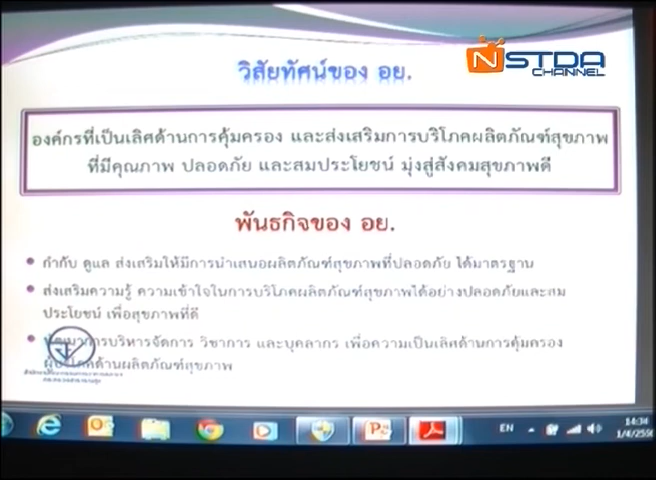 NSTDA
CHANNEL
วิสัยทัศน์ของ อย.
องค์กรที่เป็นเลิศด้านการคุ้มครอง และส่งเสริมการบริโภคผลิตภัณฑ์สุขภาพ
ที่มีคุณภาพ ปลอดภัย และสมประโยชน์ มุ่งสู่สังคมสุขภาพดี
พันธกิจของ อย.
กำกับ ดูแล ส่งเสริมให้มีการนำเสนอผลิตภัณฑ์สุขภาพที่ปลอดภัย ได้มาตรฐาน
ส่งเสริมความรู้ ความเข้าใจในการบริโภคผลิตภัณฑ์สุขภาพได้อย่างปลอดภัยและสม
ประโยชน์ เพื่อสุขภาพที่ดี
พัฒนาการบริหารจัดการ วิชาการ และบุคลากร เพื่อความเป็นเลิศด้านการคุ้มครอง
ผู้บริโภคด้านผลิตภัณฑ์สุขภาพ
EN
14:34